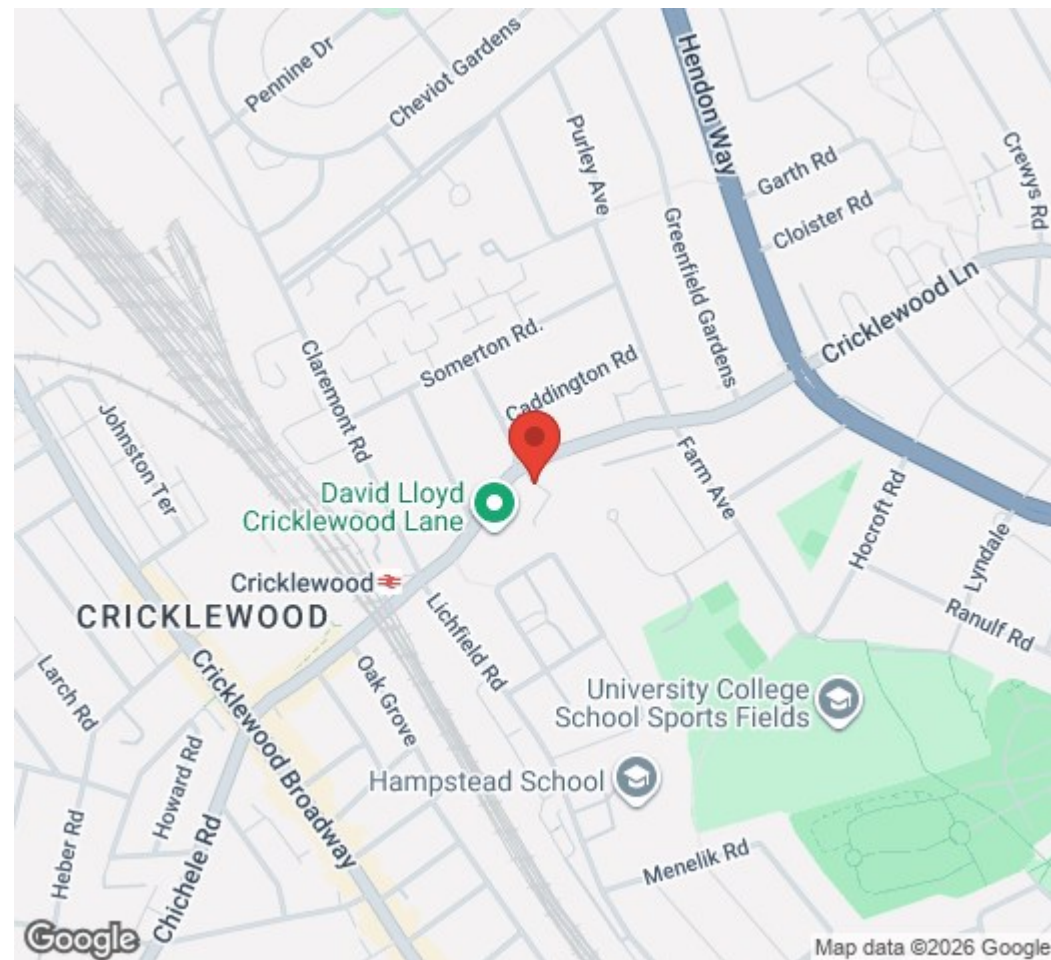 Pennine Dr
Cheviot Gardens
Hendon Way
Purley Ave
Garth Rd
Crewys Rd
Cloister Rd
Greenfield Gardens
Cricklewood Ln
Claremont Rd
Somerton Rd.
Caddington Rd
Johnston Ter
Farm Ave
David Lloyd
Cricklewood Lane
Hocroft Rd
Lyndale
Cricklewood
CRICKLEWOOD
Lichfield Rd
Ranulf Rd
Larch Rd
Cricklewood Broadway
Oak Grove
University College
School Sports Fields
Howard Rd
Hampstead School
Heber Rd
Chichele Rd
Menelik Rd
Google
Map data ©2026 Google